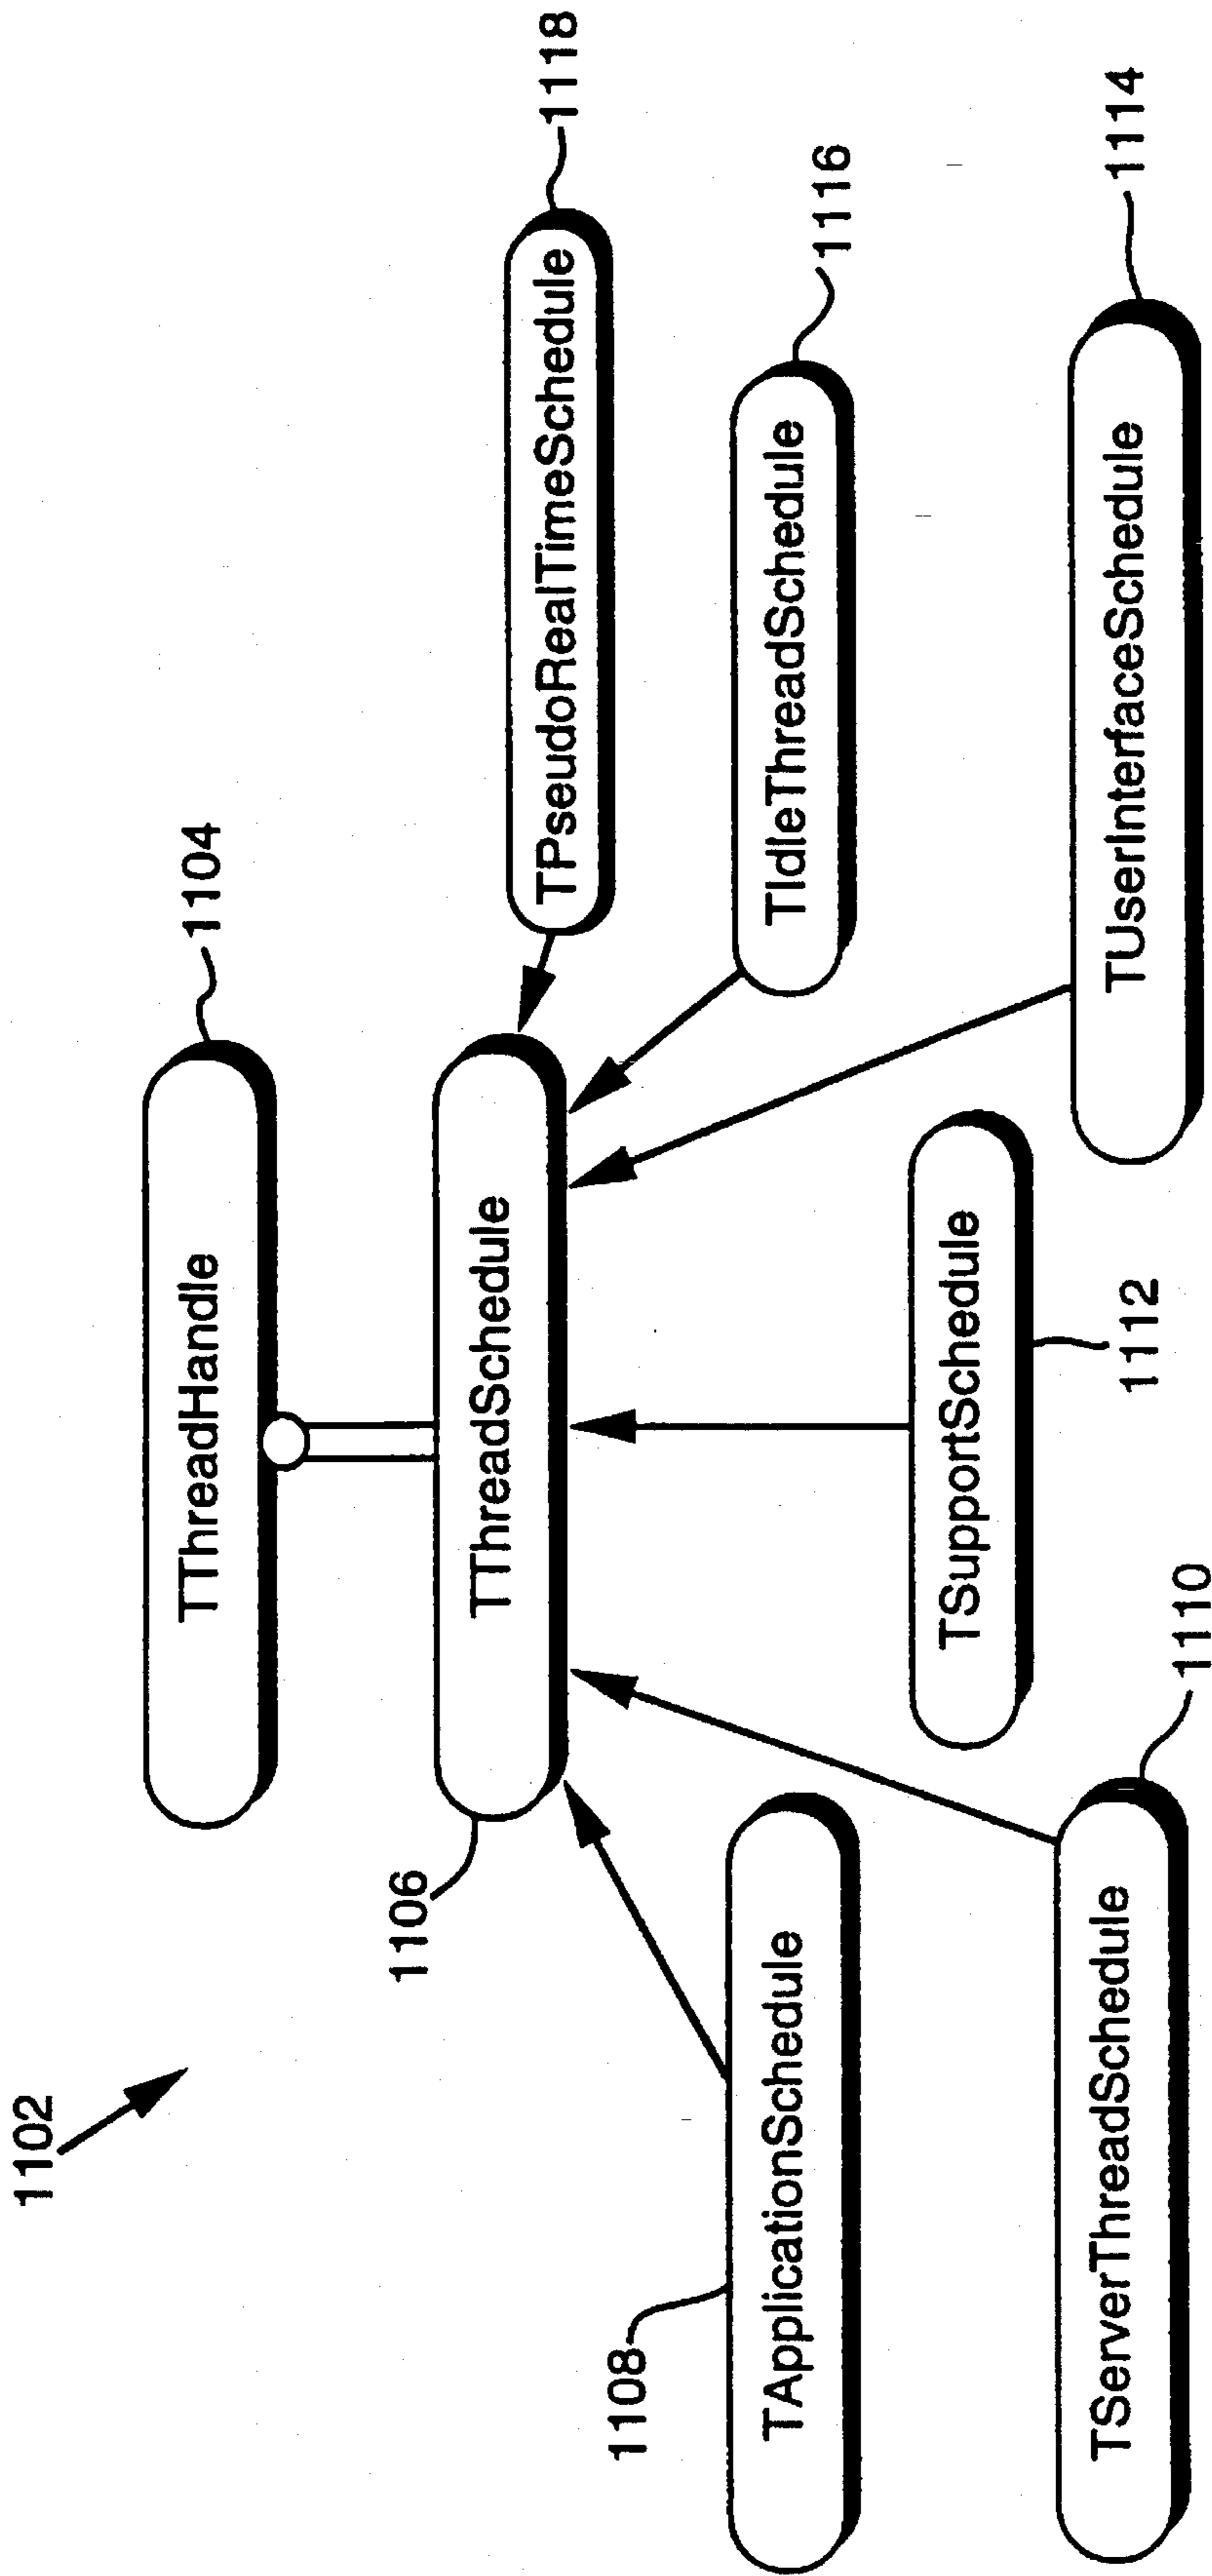 1102
TThreadHandle
1104
1106
TThreadSchedule
TPseudoRealTimeSchedule
1118
1108
TApplicationSchedule
TIdleThreadSchedule
1116
TSupportSchedule
1112
TServerThreadSchedule
1110
TUserInterfaceSchedule
1114